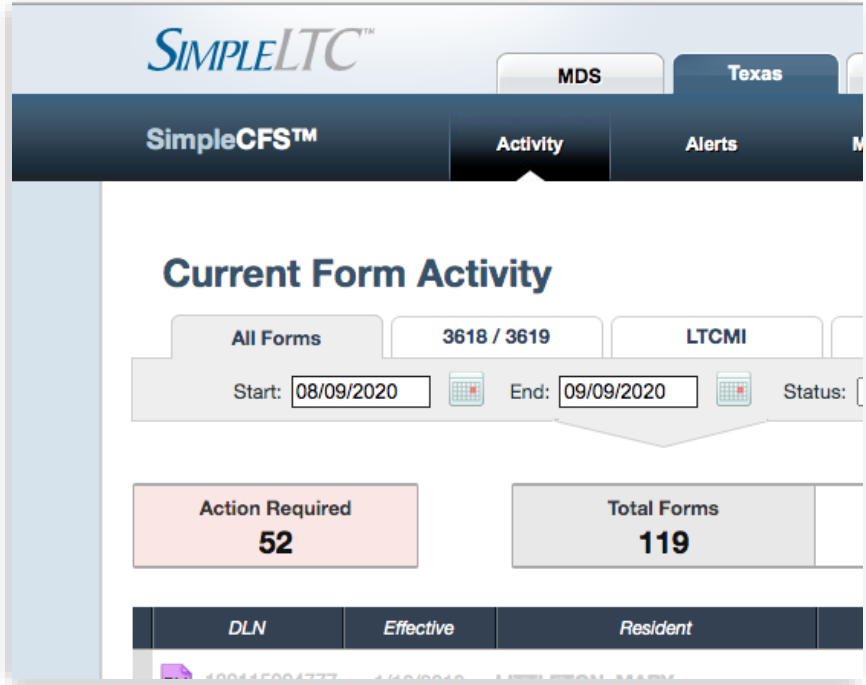 SIMPLELTC™
MDS Texas
SimpleCFS™ Activity Alerts
Current Form Activity
All Forms 3618 / 3619 LTCMI
Start: 08/09/2020 End: 09/09/2020 Status:
Action Required Total Forms
52 119
DLN Effective Resident